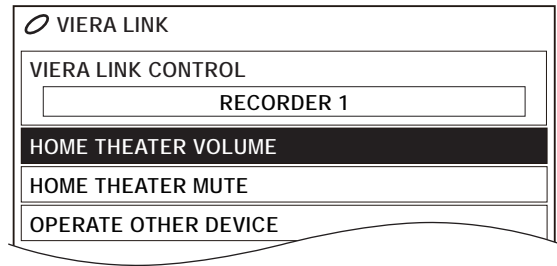 VIERA LINK
VIERA LINK CONTROL
RECORDER 1
HOME THEATER VOLUME
HOME THEATER MUTE
OPERATE OTHER DEVICE